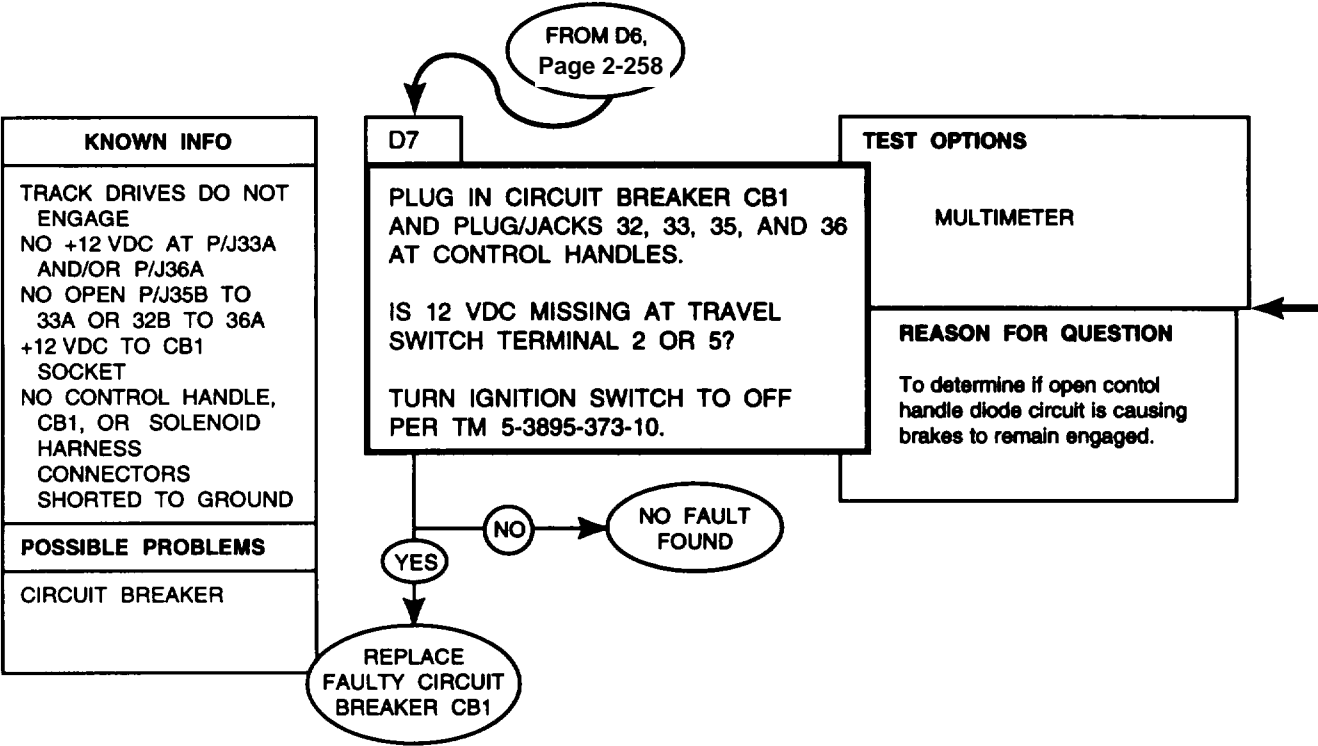 FROM D6,
Page 2-258
KNOWN INFO
TRACK DRIVES DO NOT
ENGAGE
NO +12 VDC AT P/J33A
AND/OR P/J36A
NO OPEN P/J35B TO
33A OR 32B TO 36A
+12 VDC TO CB1
SOCKET
NO CONTROL HANDLE,
CB1, OR SOLENOID
HARNESS
CONNECTORS
SHORTED TO GROUND
POSSIBLE PROBLEMS
CIRCUIT BREAKER
D7
PLUG IN CIRCUIT BREAKER CB1
AND PLUG/JACKS 32, 33, 35, AND 36
AT CONTROL HANDLES.
IS 12 VDC MISSING AT TRAVEL
SWITCH TERMINAL 2 OR 5?
TURN IGNITION SWITCH TO OFF
PER TM 5-3895-373-10.
TEST OPTIONS
MULTIMETER
REASON FOR QUESTION
To determine if open contol
handle diode circuit is causing
brakes to remain engaged.
NO
NO FAULT
FOUND
YES
REPLACE
FAULTY CIRCUIT
BREAKER CB1